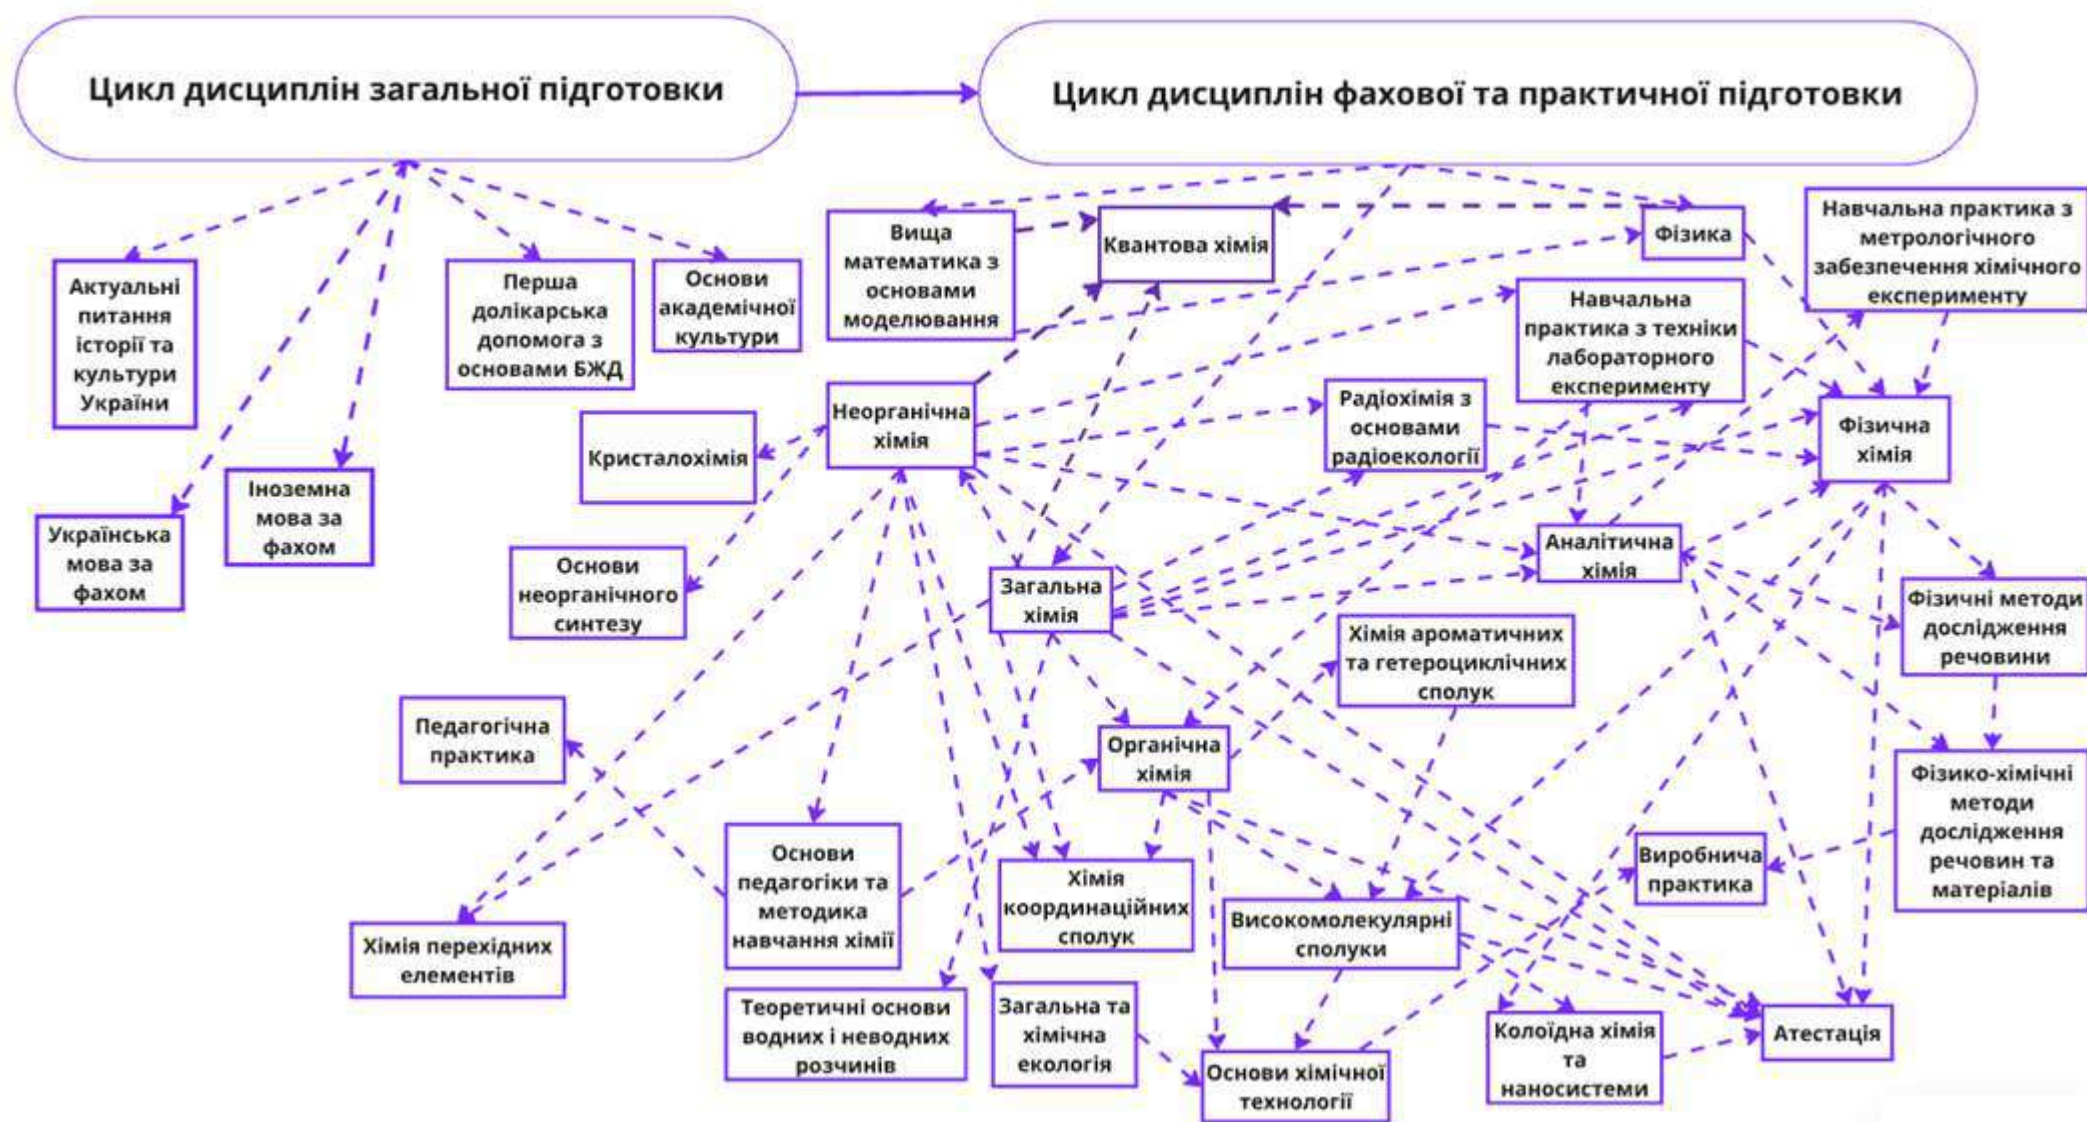 Цикл дисциплін загальної підготовки
Цикл дисциплін фахової та практичної підготовки
Актуальні
питання
історії та
культури
України
Українська
мова за
фахом
Іноземна
мова за
фахом
Перша
долікарська
допомога з
основами БЖД
Основи
академічної
культури
Вища
математика з
основами
моделювання
Квантова хімія
Фізика
Навчальна практика з
метрологічного
забезпечення хімічного
експерименту
Навчальна
практика з техніки
лабораторного
експерименту
Неорганічна
хімія
Кристалохімія
Радіохімія з
основами
радіоекології
Фізична
хімія
Основи
неорганічного
синтезу
Загальна
хімія
Аналітична
хімія
Фізичні методи
дослідження
речовини
Хімія ароматичних
та гетероциклічних
сполук
Педагогічна
практика
Органічна
хімія
Фізико-хімічні
методи
дослідження
речовин та
матеріалів
Основи
педагогіки та
методика
навчання хімії
Хімія
координаційних
сполук
Виробнича
практика
Високомолекулярні
сполуки
Хімія перехідних
елементів
Теоретичні основи
водних і неводних
розчинів
Загальна та
хімічна
екологія
Основи хімічної
технології
Колоїдна хімія
та
наносистеми
Атестація